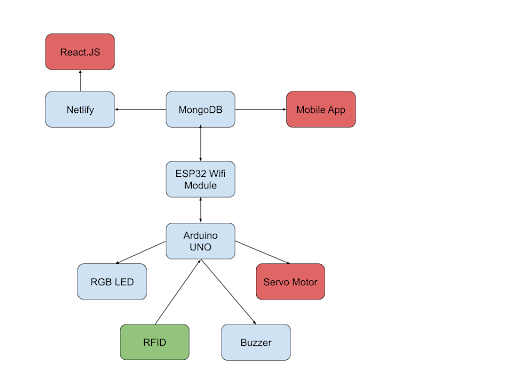 React.JS
Netlify
MongoDB
Mobile App
ESP32 Wifi
Module
Arduino
UNO
RGB LED
Servo Motor
RFID
Buzzer